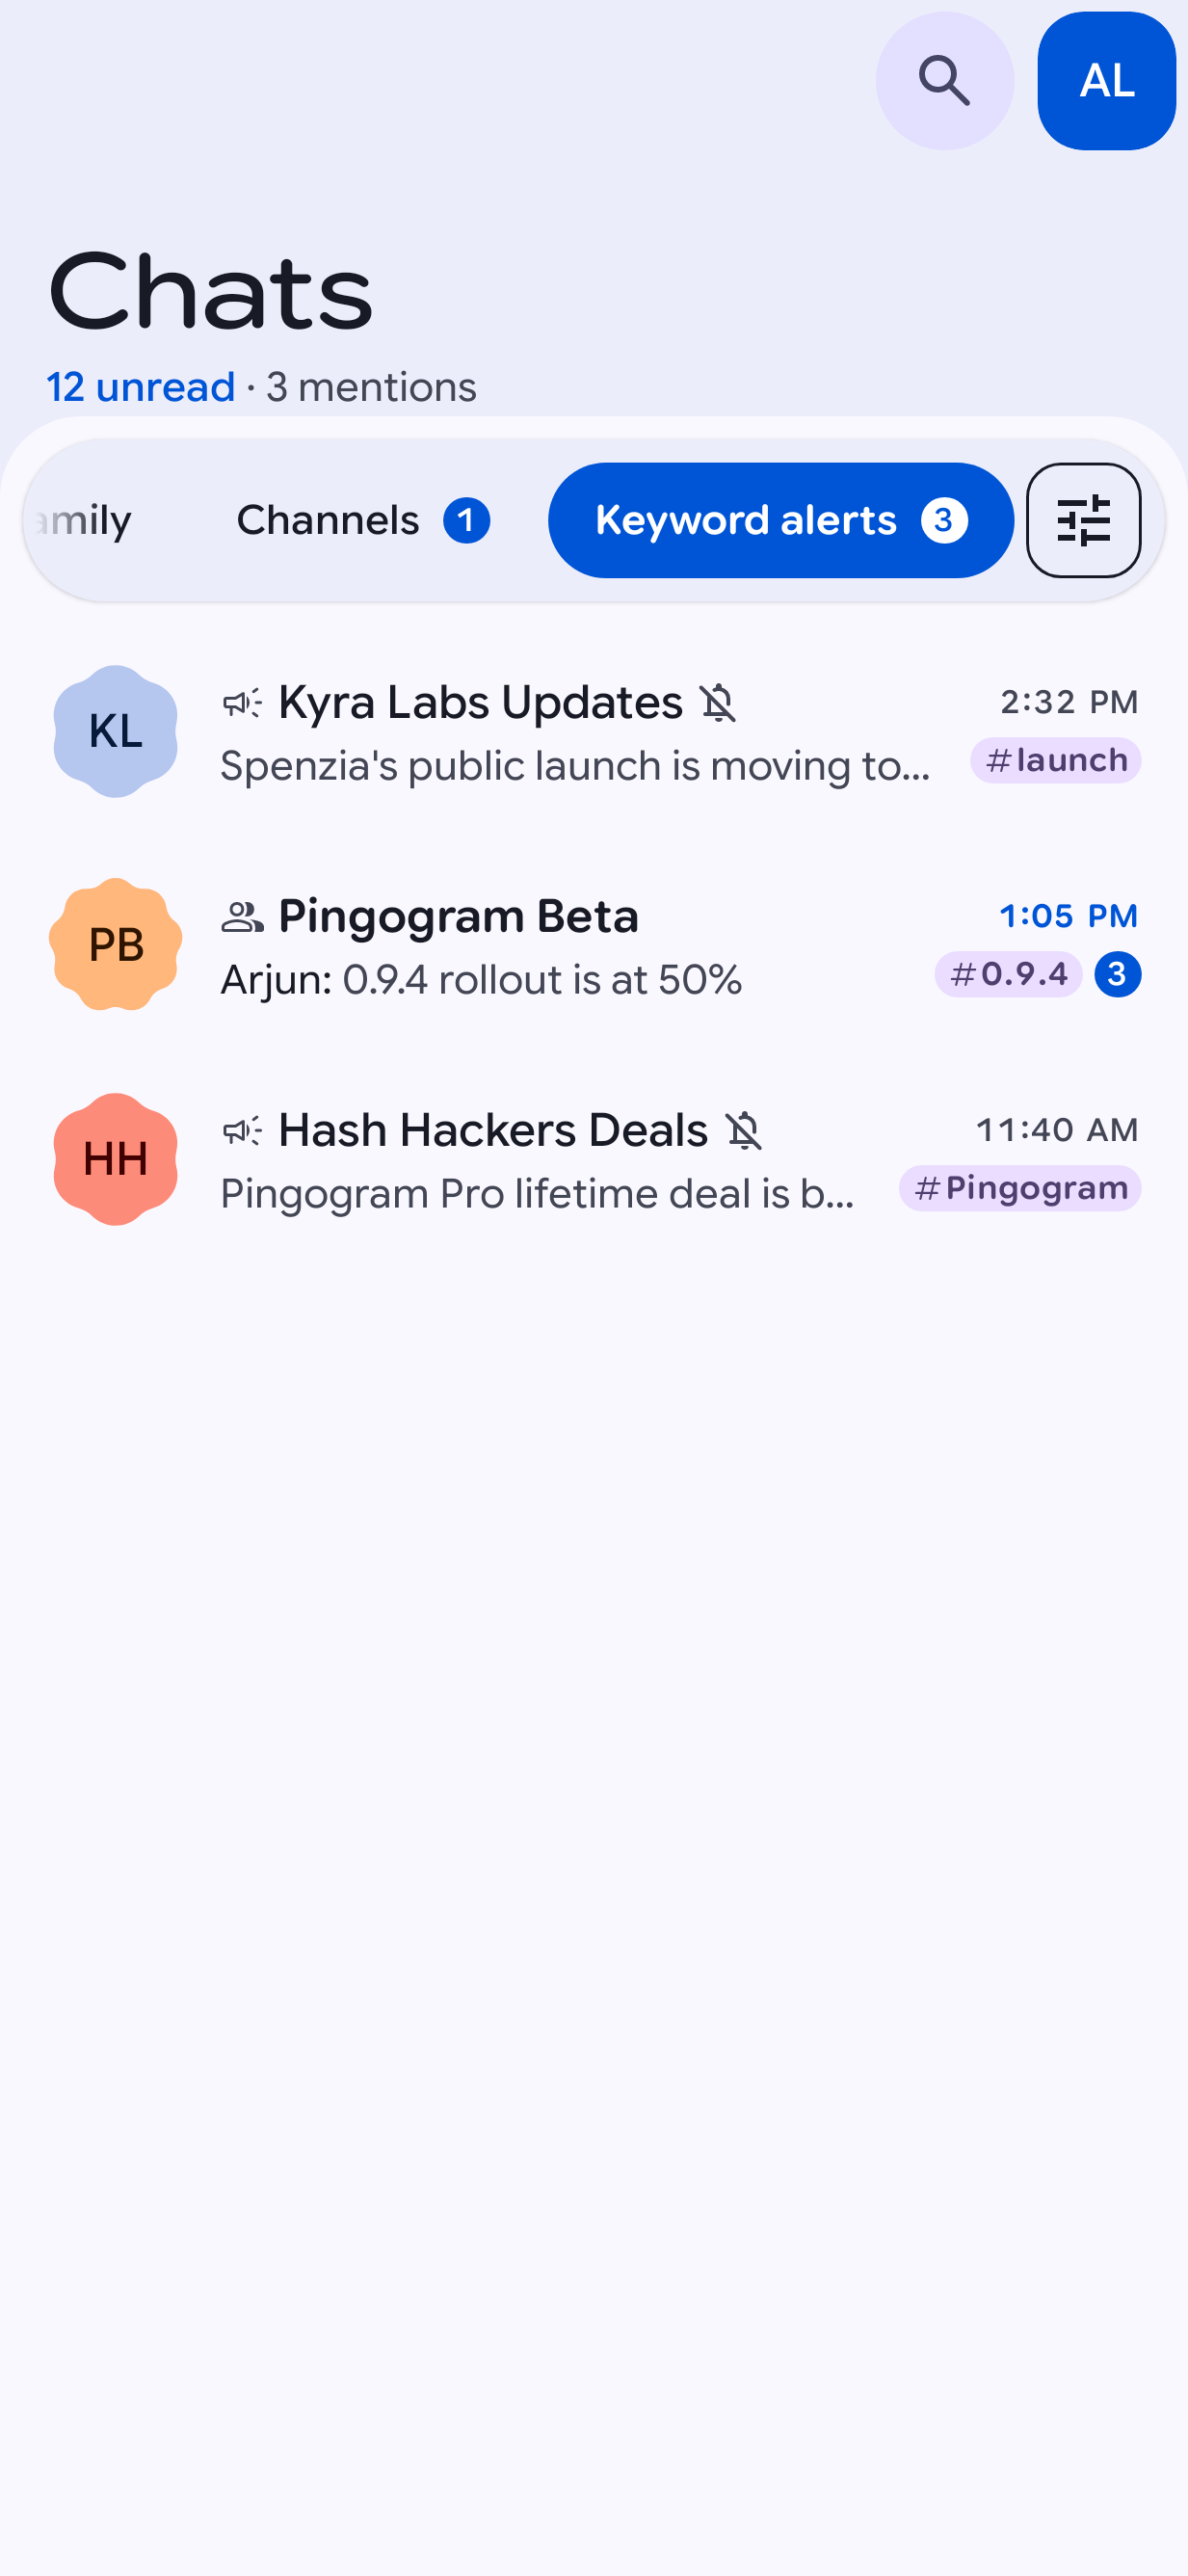 AL
Chats
12 unread · 3 mentions
amily Channels 1 Keyword alerts 3
KL Kyra Labs Updates 2:32 PM
Spenzia's public launch is moving to... #launch
PB Pingogram Beta 1:05 PM
Arjun: 0.9.4 rollout is at 50% #0.9.4 3
HH Hash Hackers Deals 11:40 AM
Pingogram Pro lifetime deal is b... #Pingogram